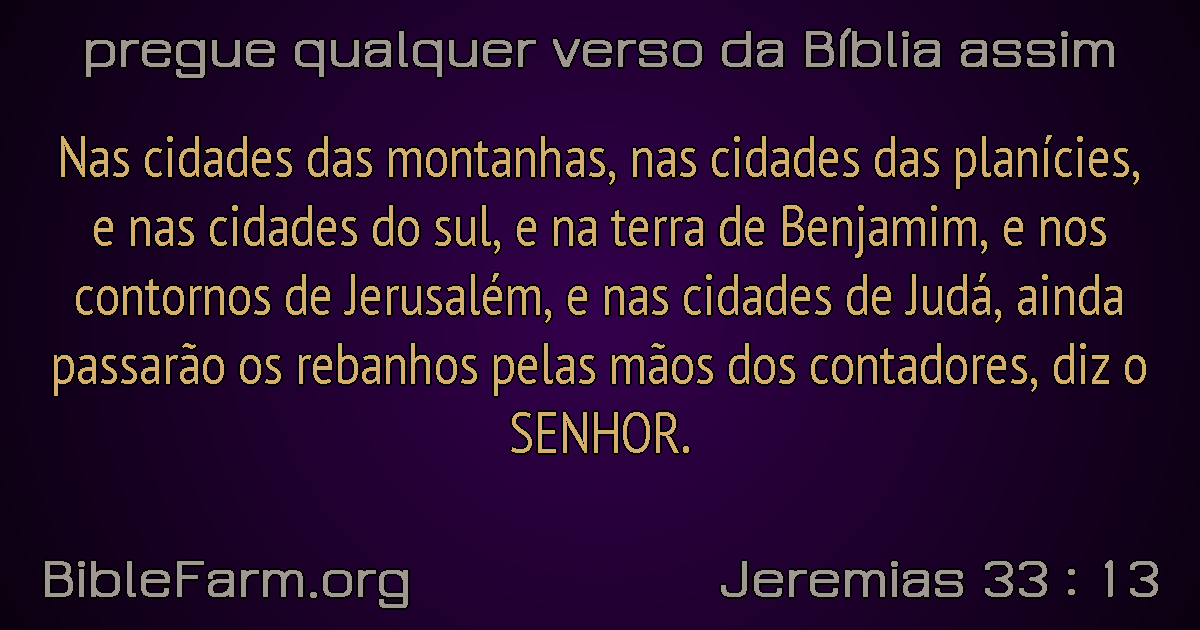 pregue qualquer verso da Bíblia assim
Nas cidades das montanhas, nas cidades das planícies,
e nas cidades do sul, e na terra de Benjamim, e nos
contornos de Jerusalém, e nas cidades de Judá, ainda
passarão os rebanhos pelas mãos dos contadores, diz o
SENHOR.
BibleFarm.org
Jeremias 33 : 13